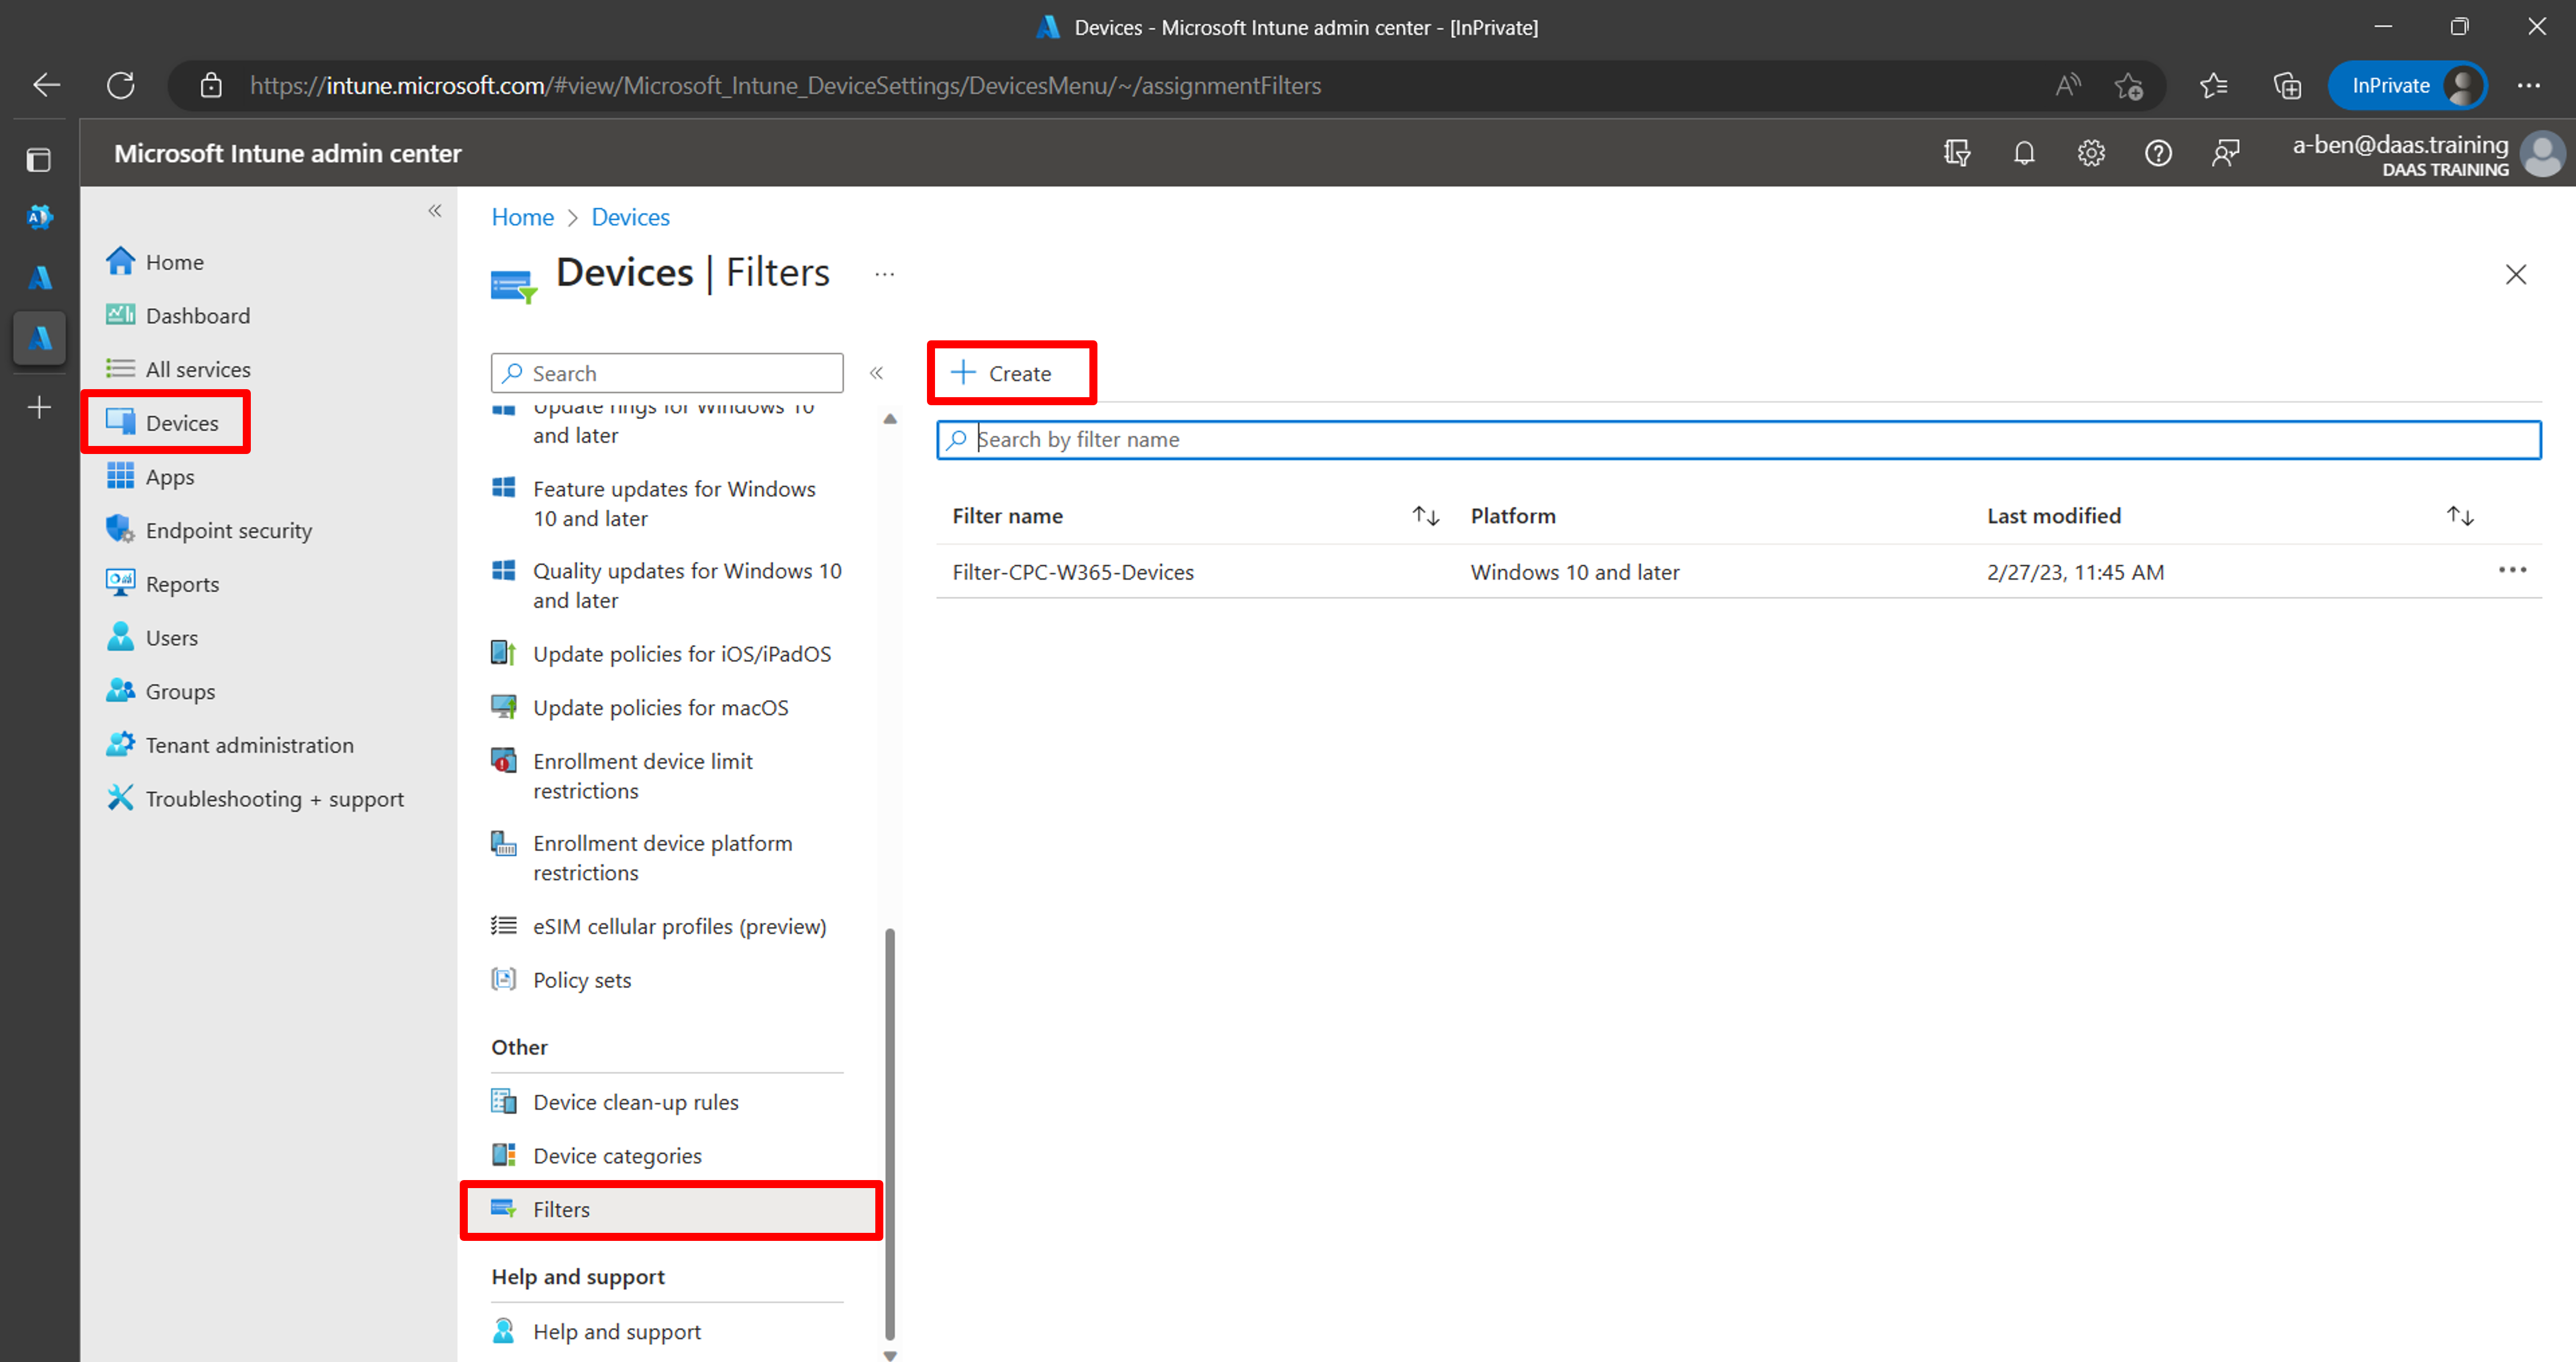 Devices - Microsoft Intune admin center - [InPrivate]
https://intune.microsoft.com/#view/Microsoft_Intune_DeviceSettings/DevicesMenu/~/assignmentFilters
InPrivate
Microsoft Intune admin center
a-ben@daas.training
DAAS TRAINING
Home
Dashboard
All services
Devices
Apps
Endpoint security
Reports
Users
Groups
Tenant administration
Troubleshooting + support
Home > Devices
Devices | Filters
Search
Update rings for Windows 10
and later
Feature updates for Windows
10 and later
Quality updates for Windows 10
and later
Update policies for iOS/iPadOS
Update policies for macOS
Enrollment device limit
restrictions
Enrollment device platform
restrictions
eSIM cellular profiles (preview)
Policy sets
Other
Device clean-up rules
Device categories
Filters
Help and support
Help and support
Create
Search by filter name
Filter name Platform Last modified
Filter-CPC-W365-Devices Windows 10 and later 2/27/23, 11:45 AM